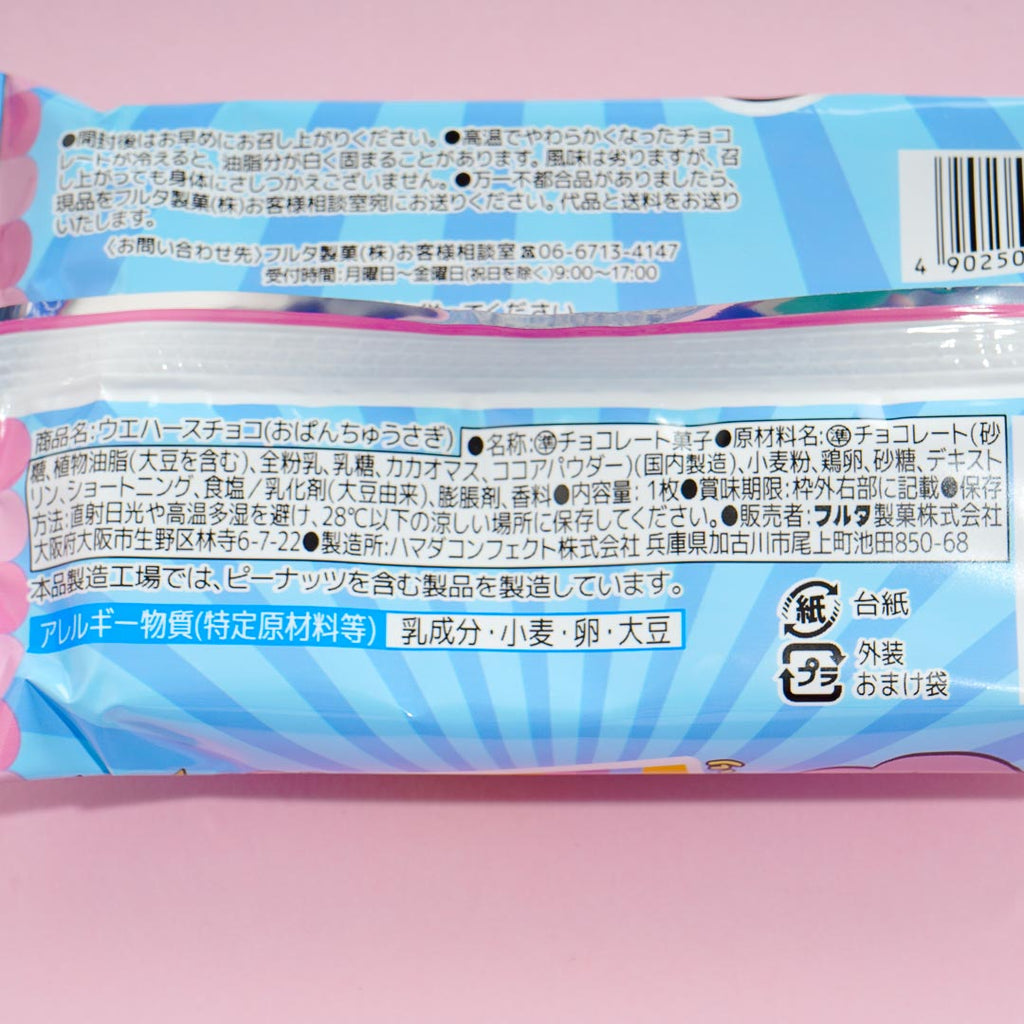 ●開封後はお早めにお召し上がりください。●高温でやわらかくなったチョコ
レートが冷えると、油脂分が白く固まることがあります。風味は劣りますが、召
し上がっても身体にさしつかえございません。●万一不都合品がありましたら、
現品をフルタ製菓(株)お客様相談室宛にお送りください。代品と送料をお送り
いたします。
〈お問い合わせ先〉フルタ製菓(株)お客様相談室☎06-6713-4147
受付時間:月曜日〜金曜日(祝日を除く)9:00〜17:00
4 90250
ください
商品名:ウエハースチョコ(おぱんちゅうさぎ)
●名称:㊜チョコレート菓子●原材料名:㊜チョコレート(砂
糖、植物油脂(大豆を含む)、全粉乳、乳糖、カカオマス、ココアパウダー)(国内製造)、小麦粉、鶏卵、砂糖、デキスト
リン、ショートニング、食塩/乳化剤(大豆由来)、膨脹剤、香料●内容量:1枚●賞味期限:枠外右部に記載●保存
方法:直射日光や高温多湿を避け、28℃以下の涼しい場所に保存してください。●販売者:フルタ製菓株式会社
大阪府大阪市生野区林寺6-7-22●製造所:ハマダコンフェクト株式会社 兵庫県加古川市尾上町池田850-68
本品製造工場では、ピーナッツを含む製品を製造しています。
アレルギー物質(特定原材料等) 乳成分・小麦・卵・大豆
紙 台紙
プラ 外装
おまけ袋